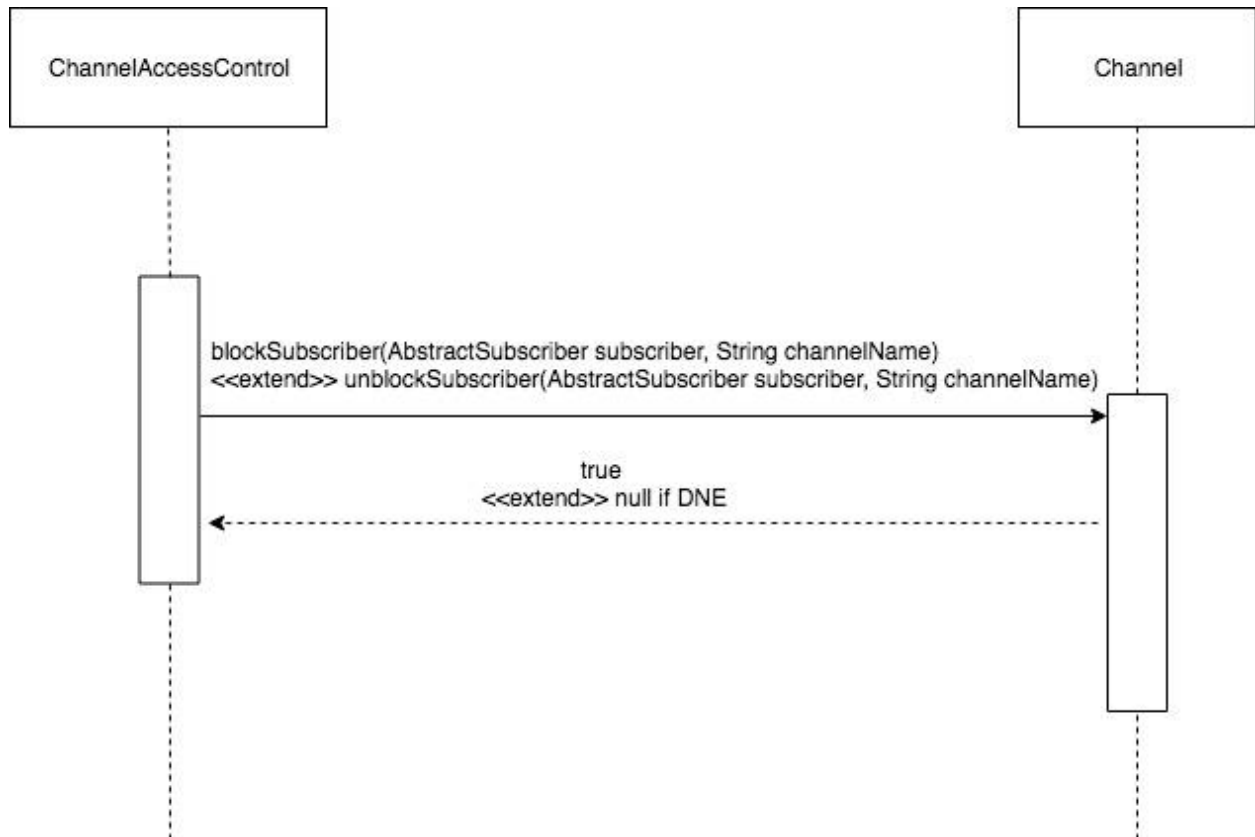 ChannelAccessControl
Channel
blockSubscriber(AbstractSubscriber subscriber, String channelName)
<<extend>> unblockSubscriber(AbstractSubscriber subscriber, String channelName)
true
<<extend>> null if DNE